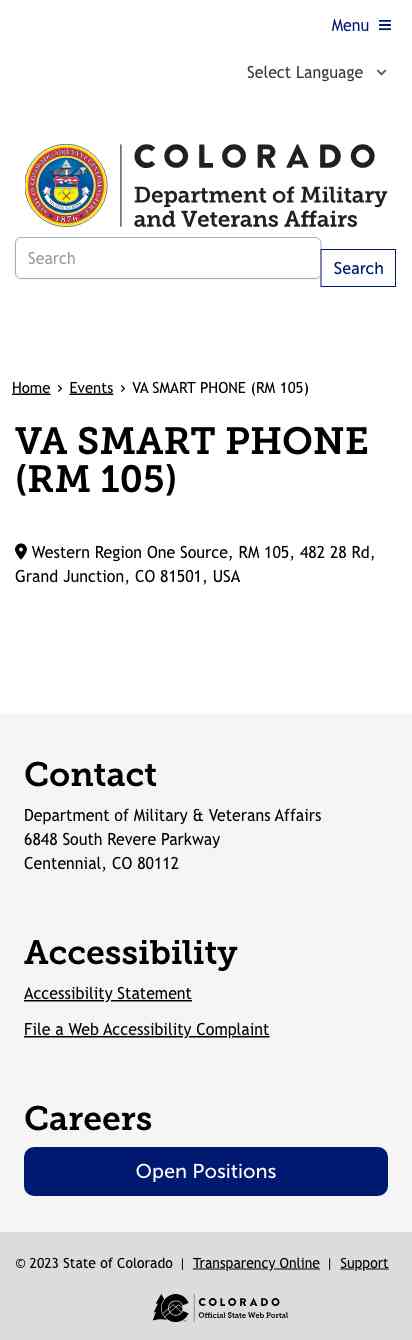 Menu
Select Language
COLORADO
Department of Military
and Veterans Affairs
1876
Search
Search
Home › Events › VA SMART PHONE (RM 105)
VA SMART PHONE
(RM 105)
Western Region One Source, RM 105, 482 28 Rd,
Grand Junction, CO 81501, USA
Contact
Department of Military & Veterans Affairs
6848 South Revere Parkway
Centennial, CO 80112
Accessibility
Accessibility Statement
File a Web Accessibility Complaint
Careers
Open Positions
© 2023 State of Colorado | Transparency Online | Support
COLORADO
Official State Web Portal